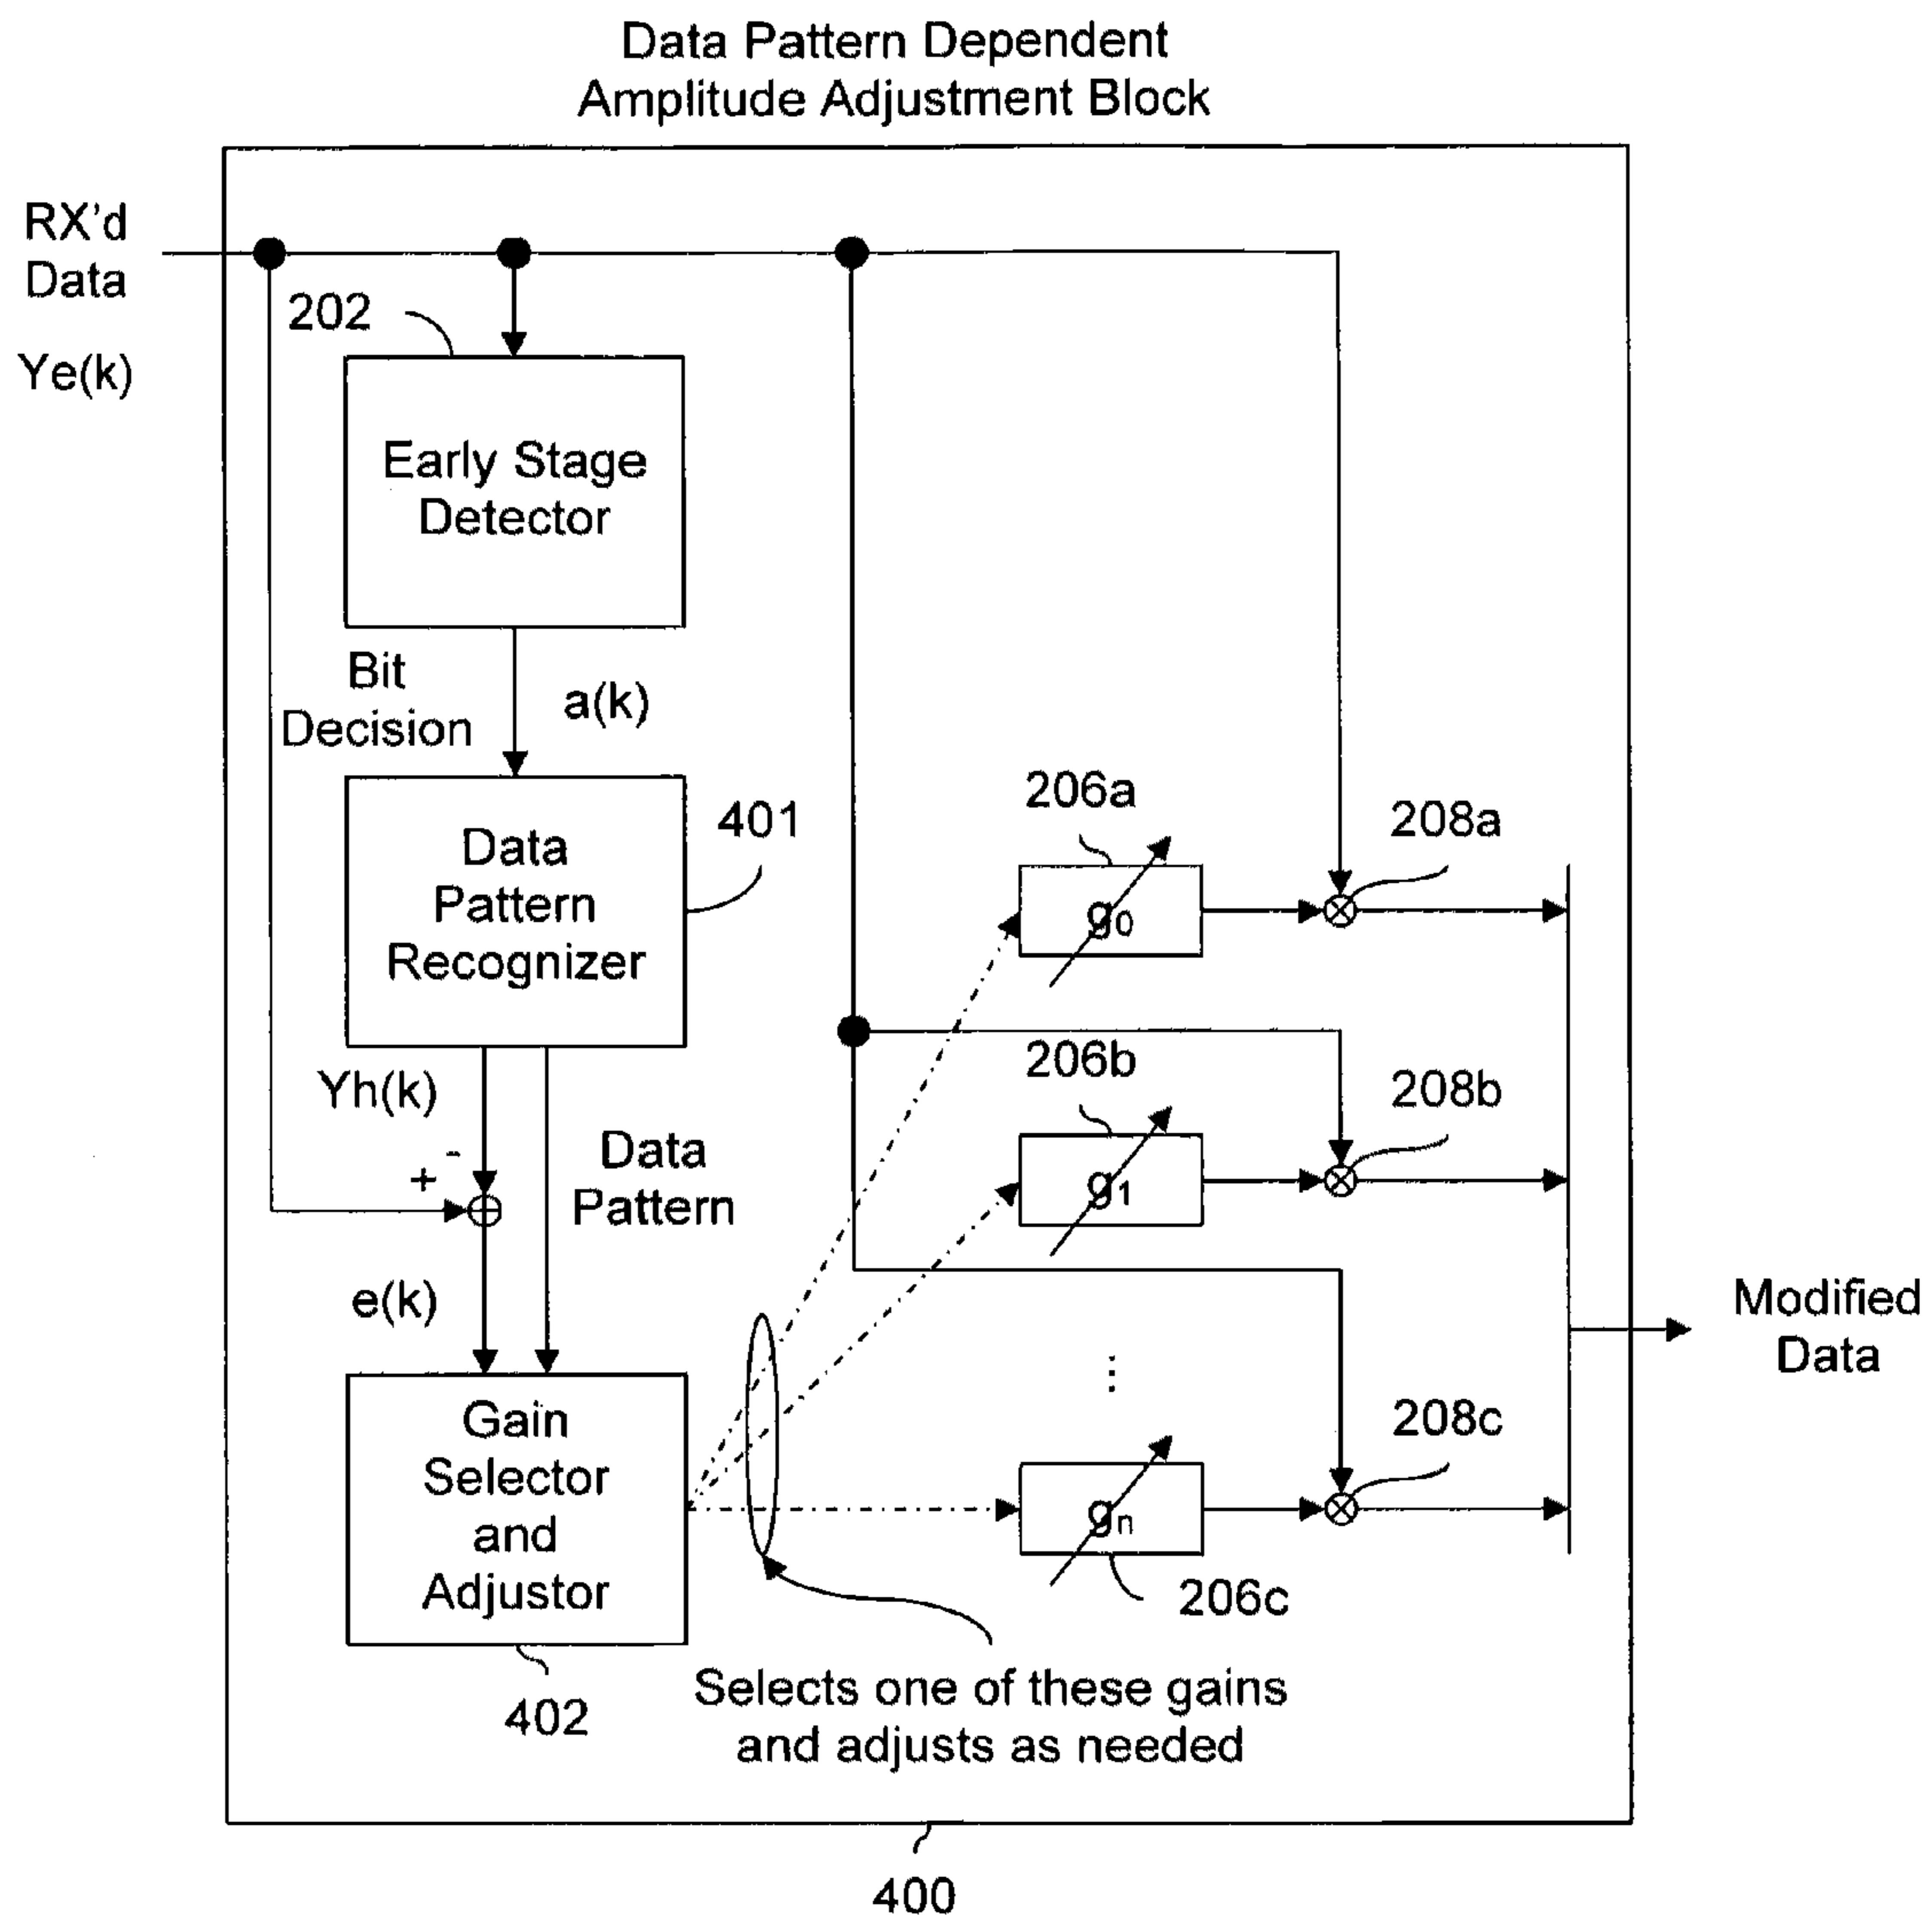 Data Pattern Dependent
Amplitude Adjustment Block
RX'd
Data
Ye(k)
202
Early Stage
Detector
Bit
Decision
a(k)
Data
Pattern
Recognizer
401
206a
g0
208a
206b
g1
208b
Yh(k)
+ -
Data
Pattern
e(k)
Gain
Selector
and
Adjustor
402
⋮
gn
206c
208c
Modified
Data
Selects one of these gains
and adjusts as needed
400